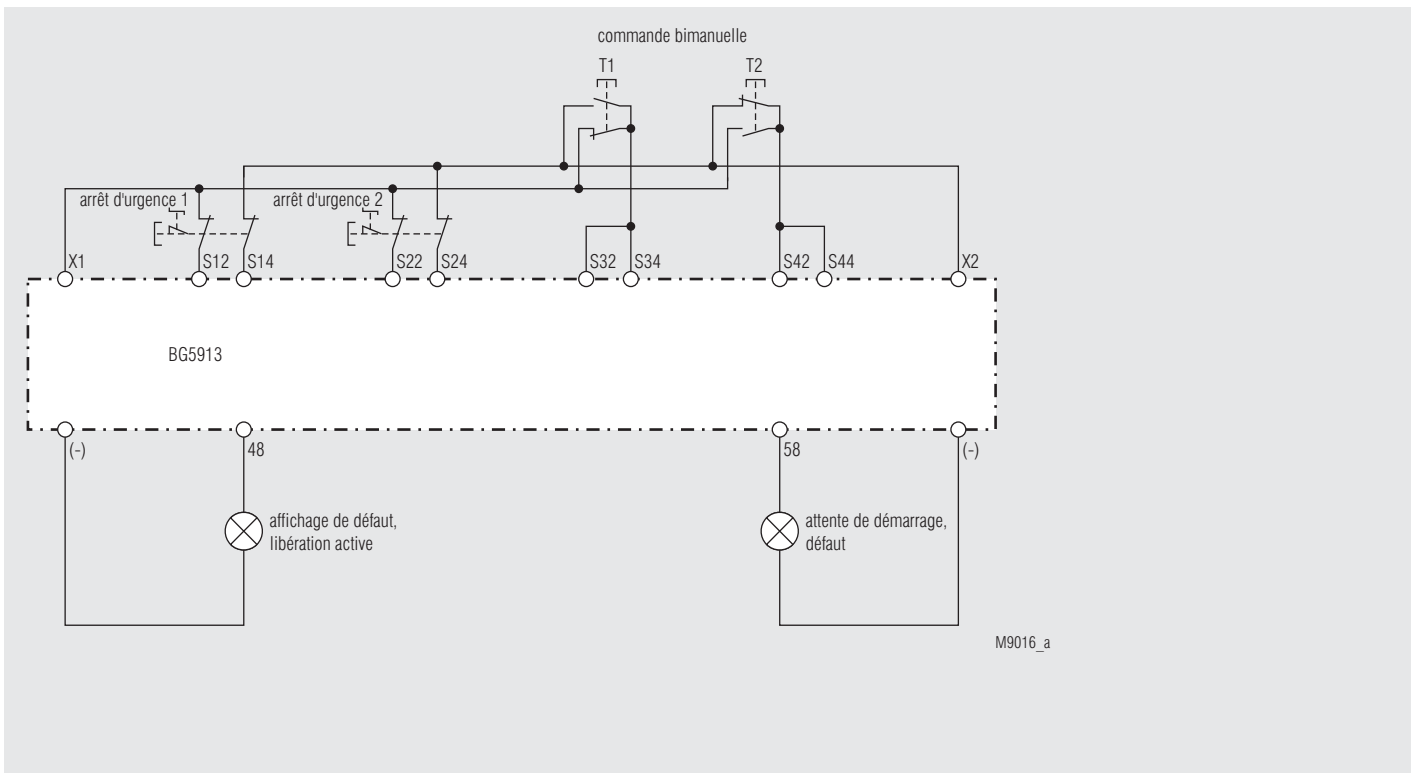 commande bimanuelle
T1
T2
arrêt d'urgence 1
arrêt d'urgence 2
X1
S12
S14
S22
S24
S32
S34
S42
S44
X2
BG5913
(-)
48
58
(-)
affichage de défaut,
libération active
attente de démarrage,
défaut
M9016_a